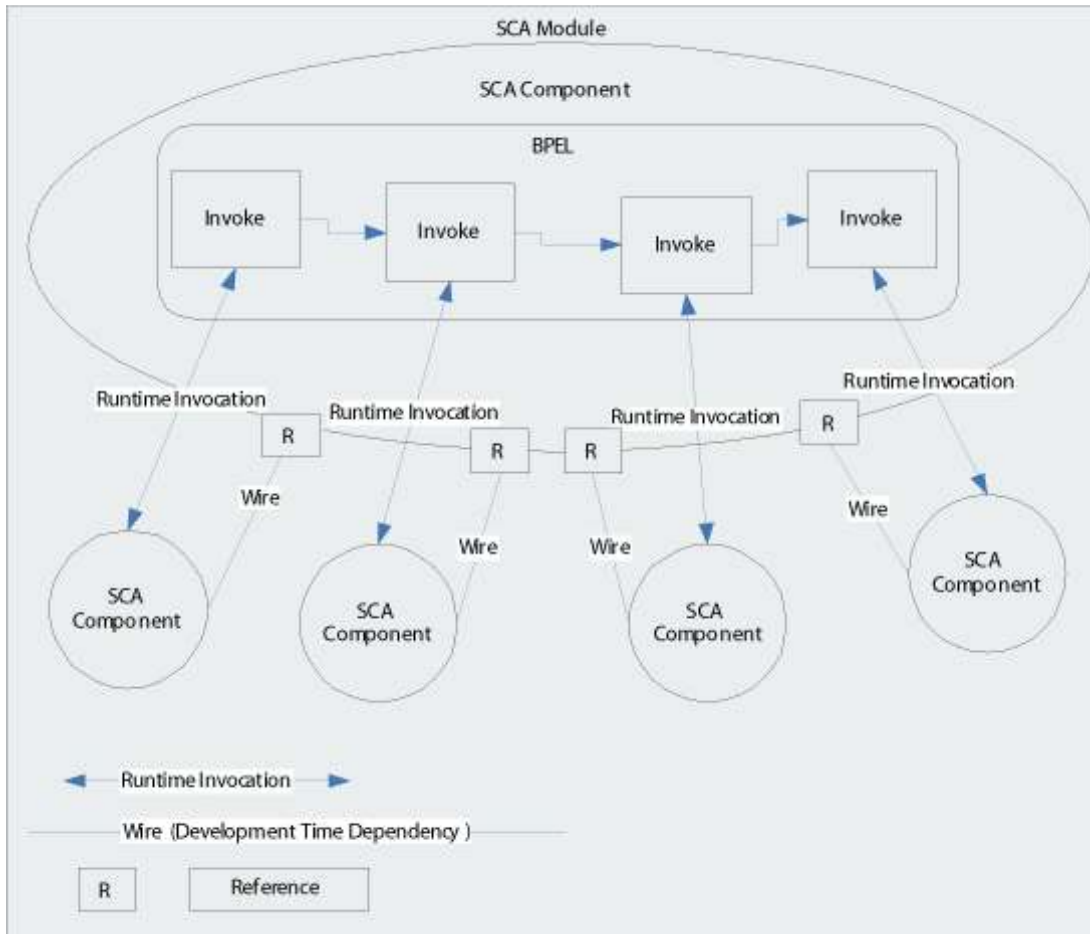 SCA Module
SCA Component
BPEL
Invoke
Invoke
Invoke
Invoke
Runtime Invocation
Runtime Invocation
Runtime Invocation
Runtime Invocation
R
R
R
R
Wire
Wire
Wire
Wire
SCA
Component
SCA
Component
SCA
Component
SCA
Component
Runtime Invocation
Wire (Development Time Dependency )
R
Reference